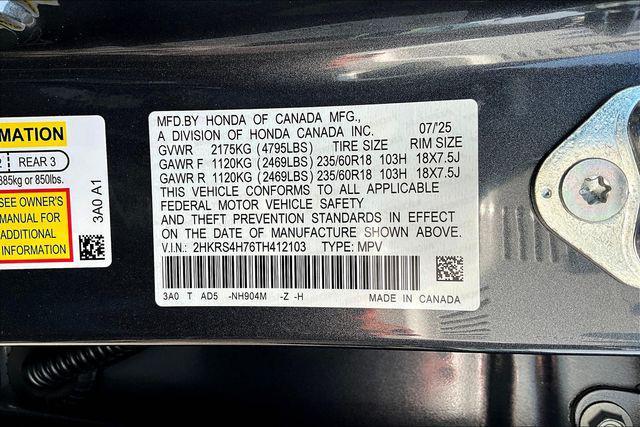 MATION
2 REAR 3
385kg or 850lbs.
SEE OWNER'S
MANUAL FOR
ADDITIONAL
INFORMATION
3A0 A1
MFD.BY HONDA OF CANADA MFG.,
A DIVISION OF HONDA CANADA INC. 07/25
GVWR 2175KG (4795LBS) TIRE SIZE RIM SIZE
GAWR F 1120KG (2469LBS) 235/60R18 103H 18X7.5J
GAWR R 1120KG (2469LBS) 235/60R18 103H 18X7.5J
THIS VEHICLE CONFORMS TO ALL APPLICABLE
FEDERAL MOTOR VEHICLE SAFETY
AND THEFT PREVENTION STANDARDS IN EFFECT
ON THE DATE OF MANUFACTURE SHOWN ABOVE.
V.I.N.: 2HKRS4H76TH412103 TYPE: MPV
3A0 T AD5 -NH904M -Z -H MADE IN CANADA